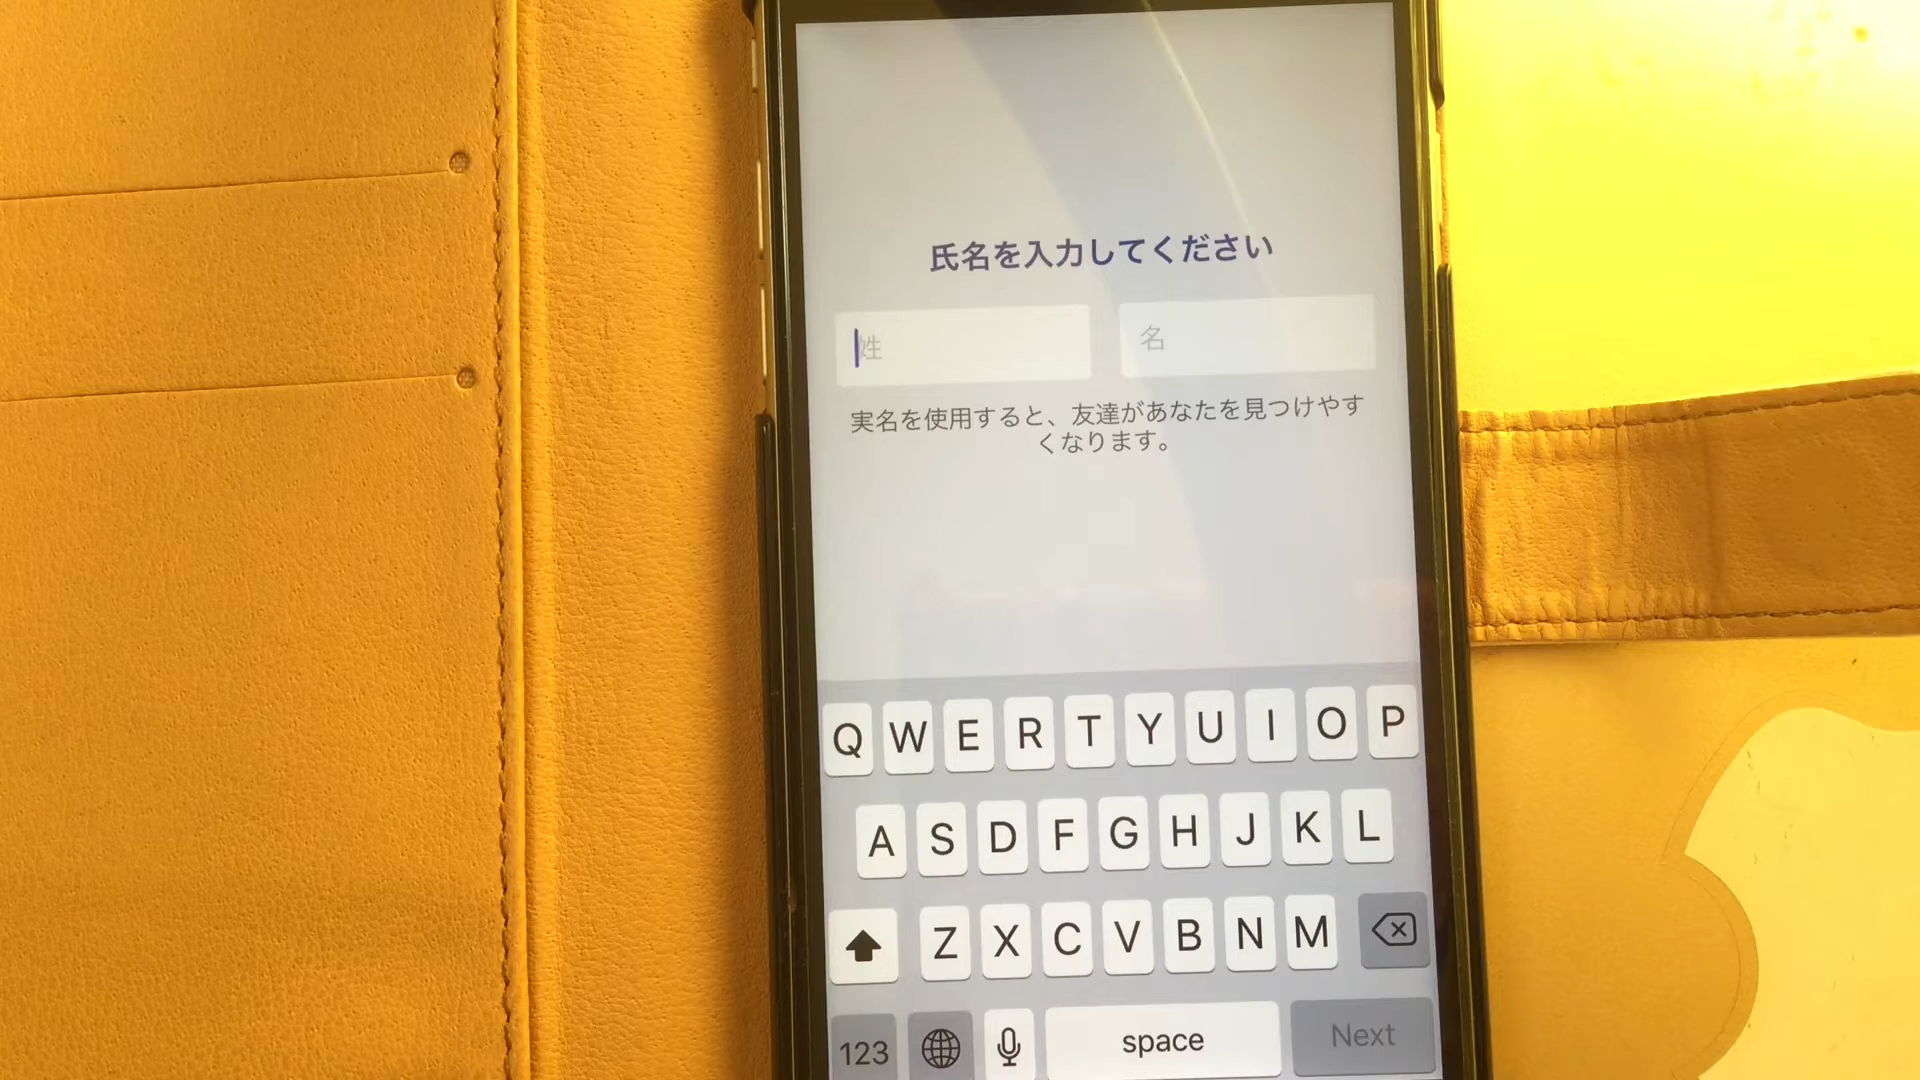 氏名を入力してください
姓 名
実名を使用すると、友達があなたを見つけやす
くなります。
Q W E R T Y U I O P
A S D F G H J K L
Z X C V B N M
123 space Next